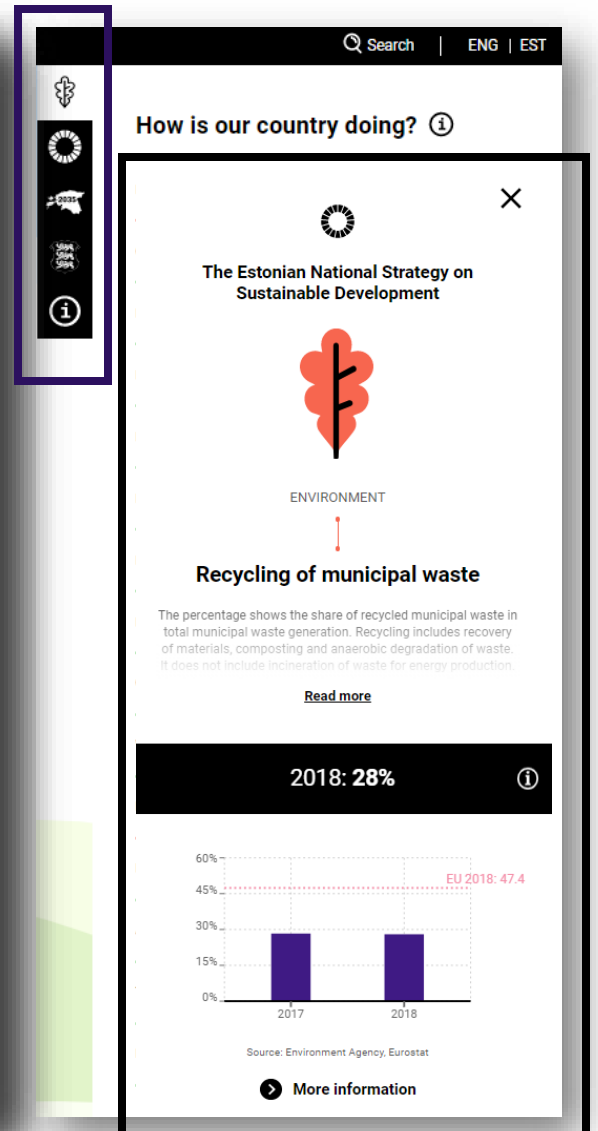 Search | ENG | EST
How is our country doing?
2035
The Estonian National Strategy on
Sustainable Development
ENVIRONMENT
Recycling of municipal waste
The percentage shows the share of recycled municipal waste in
total municipal waste generation. Recycling includes recovery
of materials, composting and anaerobic degradation of waste.
It does not include incineration of waste for energy production.
Read more
2018: 28%
60%
EU 2018: 47.4
45%
30%
15%
0%
2017 2018
Source: Environment Agency, Eurostat
More information